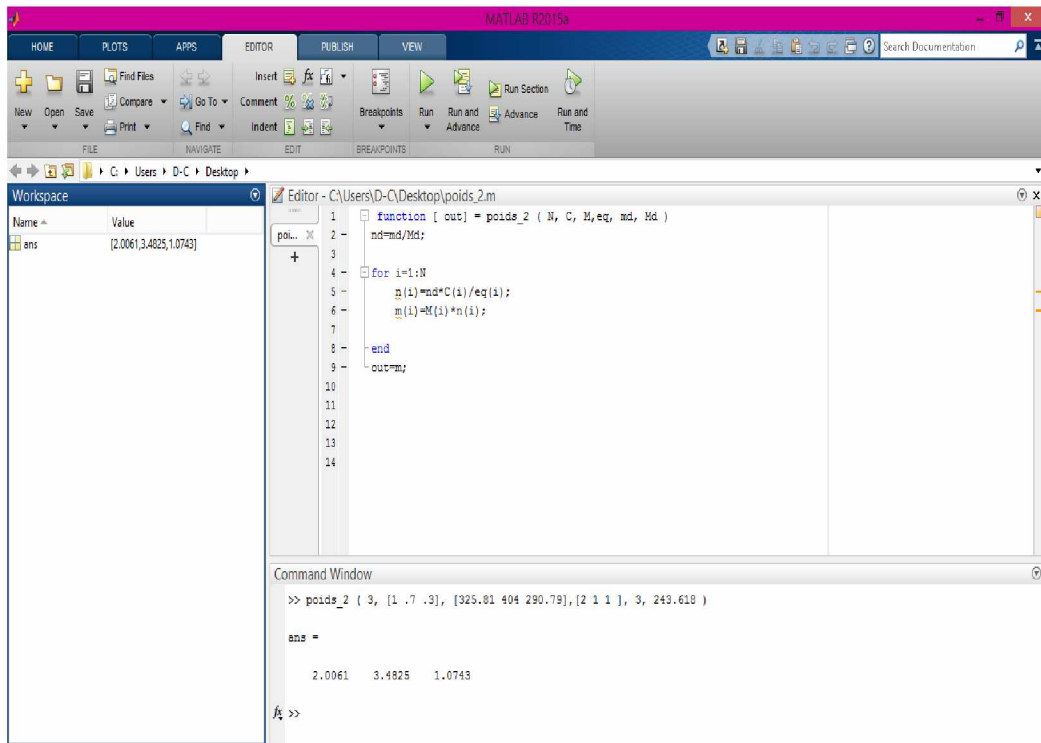 MATLAB R2015a
HOME PLOTS APPS EDITOR PUBLISH VIEW
Search Documentation
New Open Save
Find Files
Compare
Print
Go To
Find
Insert fx
Comment
Indent
Breakpoints
Run
Run and Advance
Run Section
Advance
Run and Time
FILE NAVIGATE EDIT BREAKPOINTS RUN
C: Users D-C Desktop
Workspace
Name Value
ans [2.0061,3.4825,1.0743]
Editor - C:\Users\D-C\Desktop\poids_2.m
poi...
+
1 function [ out] = poids_2 ( N, C, M,eq, md, Md )
2 - nd=md/Md;
3
4 - for i=1:N
5 - n(i)=nd*C(i)/eq(i);
6 - m(i)=M(i)*n(i);
7
8 - end
9 - out=m;
10
11
12
13
14
Command Window
>> poids_2 ( 3, [1 .7 .3], [325.81 404 290.79],[2 1 1 ], 3, 243.618 )
ans =
2.0061 3.4825 1.0743
fx >>